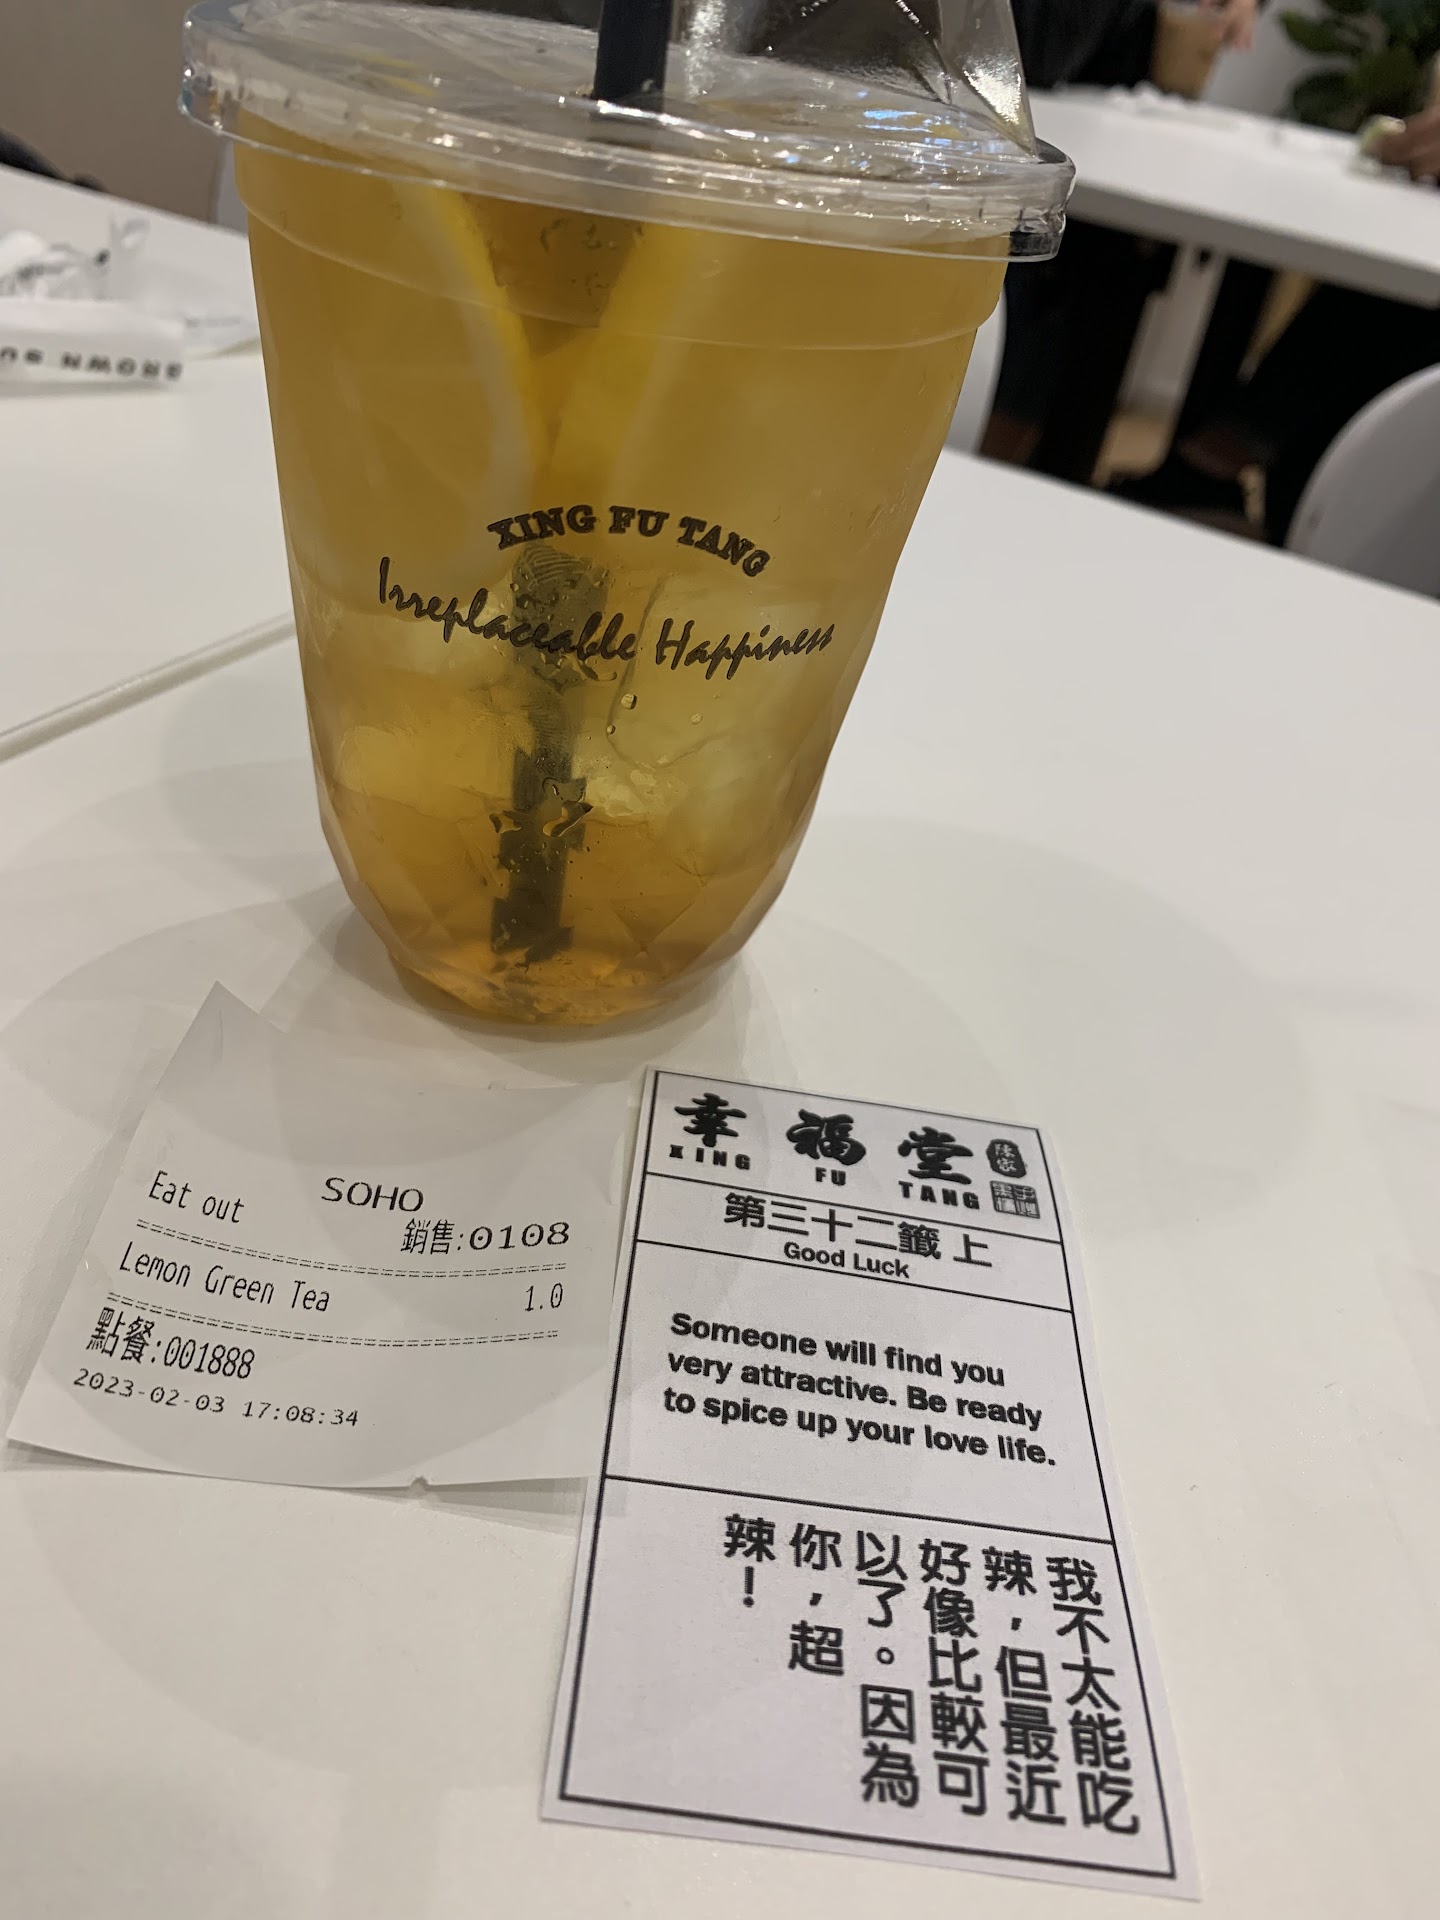 XING FU TANG
Irreplaceable Happiness
BROWN SU
SOHO
Eat out
銷售:0108
Lemon Green Tea 1.0
點餐:001888
2023-02-03 17:08:34
幸福堂
XING FU TANG
第三十二籤 上
Good Luck
Someone will find you
very attractive. Be ready
to spice up your love life.
我不太能吃
辣，但最近
好像比較可
以了。因為
你，超
辣！